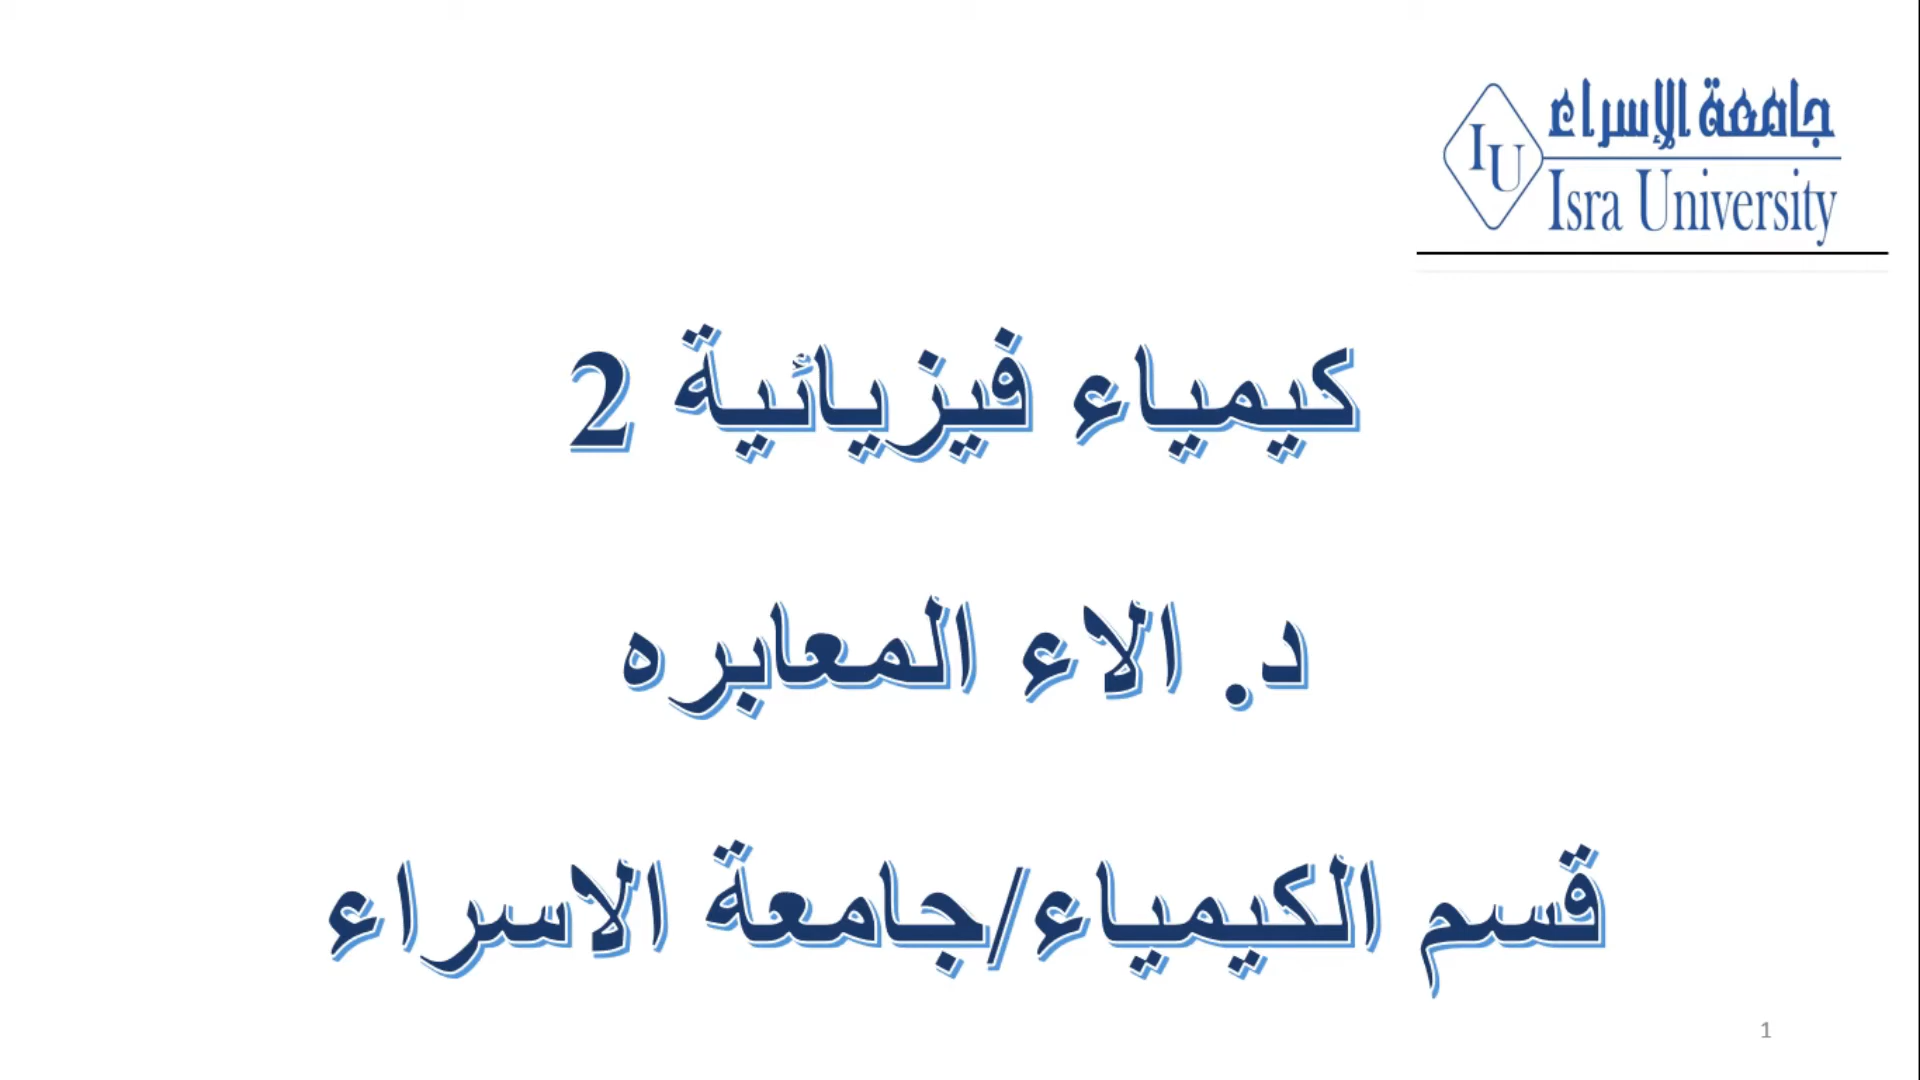 جامعة الإسراء
IU
Isra University
كيمياء فيزيائية 2
د. الاء المعابره
قسم الكيمياء/جامعة الاسراء
1